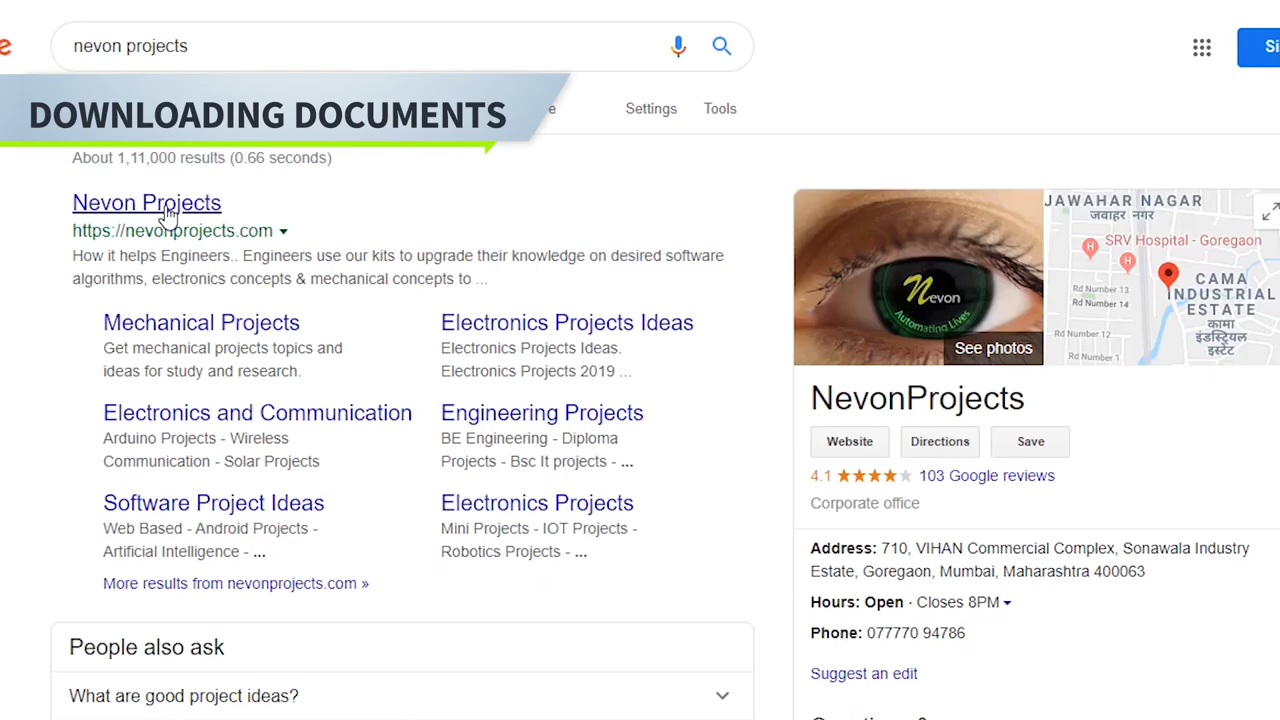 e
nevon projects
Si
DOWNLOADING DOCUMENTS
e
Settings
Tools
About 1,11,000 results (0.66 seconds)
Nevon Projects
https://nevonprojects.com
How it helps Engineers.. Engineers use our kits to upgrade their knowledge on desired software
algorithms, electronics concepts & mechanical concepts to ...
Mechanical Projects
Get mechanical projects topics and
ideas for study and research.
Electronics Projects Ideas
Electronics Projects Ideas.
Electronics Projects 2019 ...
Electronics and Communication
Arduino Projects - Wireless
Communication - Solar Projects
Engineering Projects
BE Engineering - Diploma
Projects - Bsc It projects - ...
Software Project Ideas
Web Based - Android Projects -
Artificial Intelligence - ...
Electronics Projects
Mini Projects - IOT Projects -
Robotics Projects - ...
More results from nevonprojects.com »
People also ask
What are good project ideas?
Nevon
Automating Lives
See photos
JAWAHAR NAGAR
जवाहर नगर
SRV Hospital - Goregaon
Rd Number 13
Rd Number 14
Rd Number 12
Rd Number 1
CAMA
INDUSTRIAL
ESTATE
कामा
इंडस्ट्रियल
इस्टेट
NevonProjects
Website
Directions
Save
4.1 ★★★★★ 103 Google reviews
Corporate office
Address: 710, VIHAN Commercial Complex, Sonawala Industry
Estate, Goregaon, Mumbai, Maharashtra 400063
Hours: Open · Closes 8PM
Phone: 077770 94786
Suggest an edit